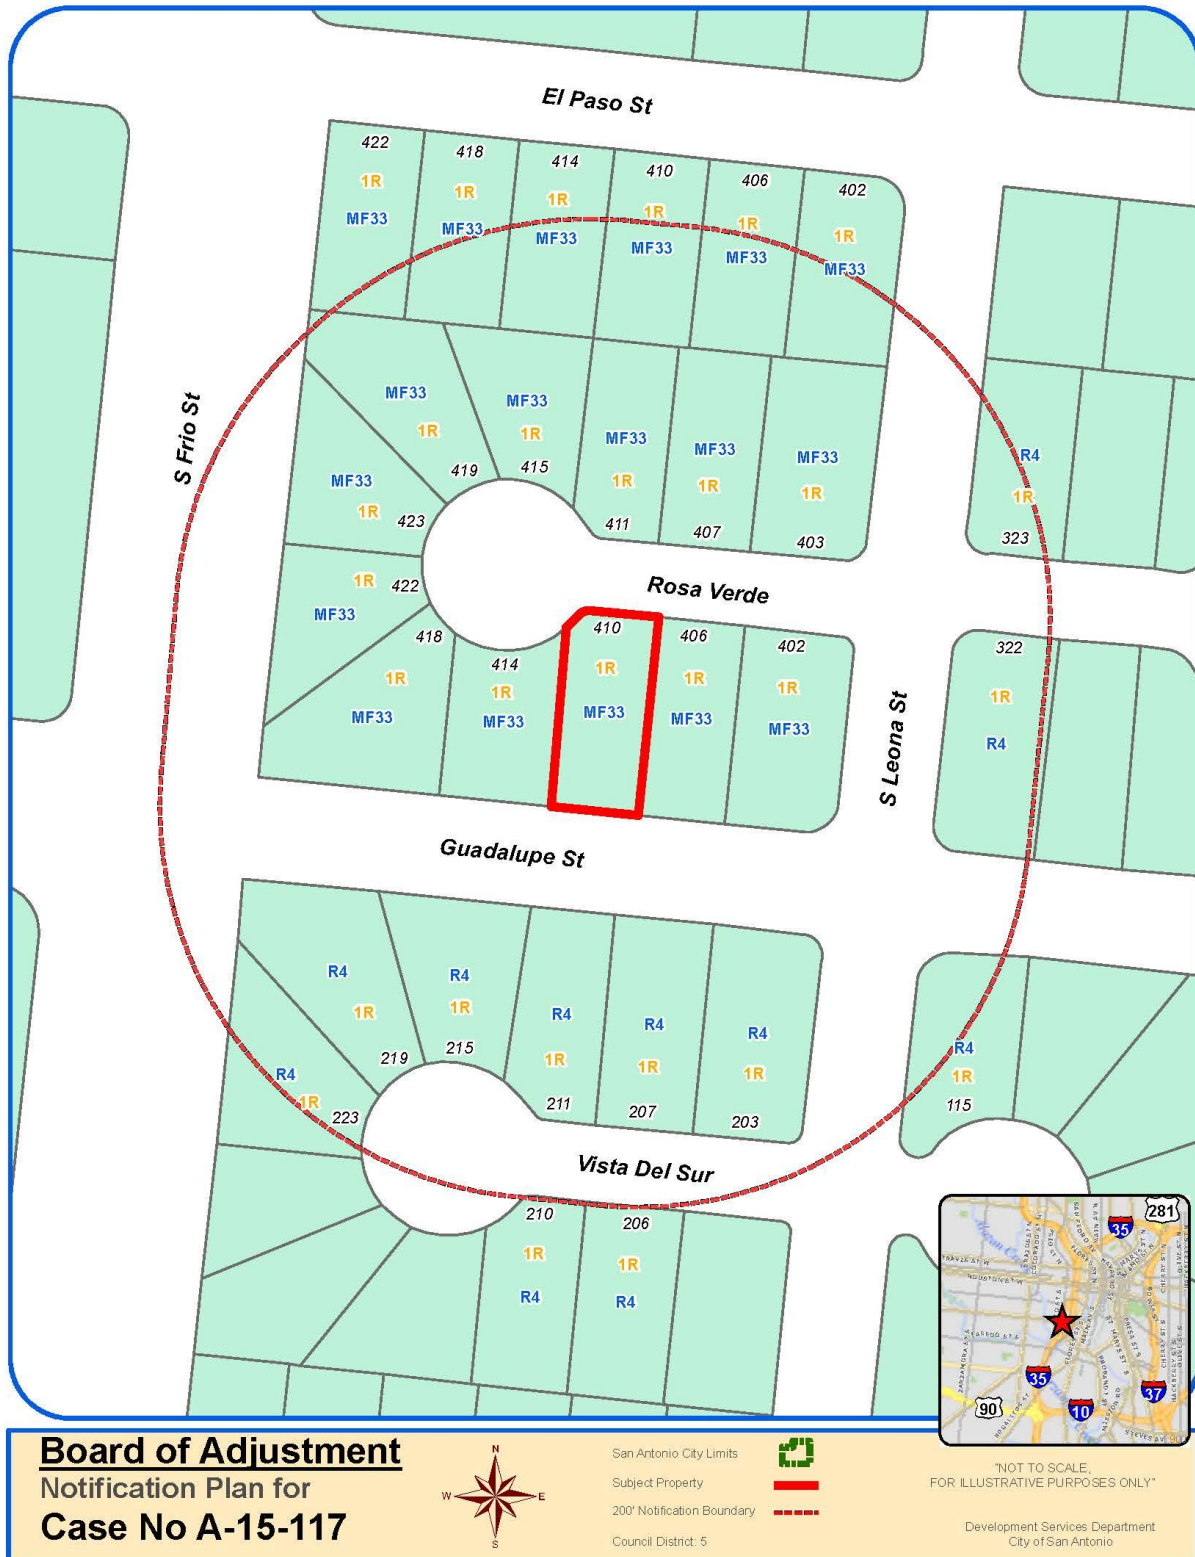 El Paso St
422
418
414
410
406
402
1R
1R
1R
1R
1R
1R
MF33
MF33
MF33
MF33
MF33
MF33
S Frio St
MF33
MF33
MF33
MF33
MF33
1R
1R
1R
1R
1R
419
415
411
407
403
MF33
1R
423
R4
1R
323
1R
422
MF33
Rosa Verde
418
1R
MF33
414
1R
MF33
410
1R
MF33
406
1R
MF33
402
1R
MF33
322
1R
R4
S Leona St
Guadalupe St
R4
1R
219
R4
1R
215
R4
1R
211
R4
1R
207
R4
1R
203
R4
1R
223
R4
1R
115
Vista Del Sur
210
1R
R4
206
1R
R4
281
35
HOUSTON ST W
ZARZAMORA ST S
35
90
10
37
Board of Adjustment
Notification Plan for
Case No A-15-117
N
W
E
S
San Antonio City Limits
Subject Property
200' Notification Boundary
Council District: 5
"NOT TO SCALE,
FOR ILLUSTRATIVE PURPOSES ONLY"
Development Services Department
City of San Antonio